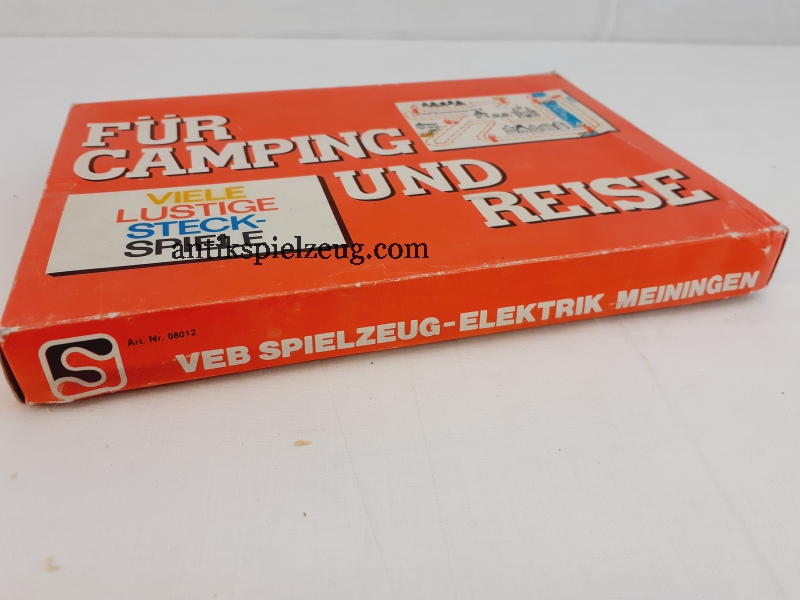 FÜR
CAMPING
UND
REISE
VIELE
LUSTIGE
STECK-
SPIELE
antikspielzeug.com
Art. Nr. 08012
VEB SPIELZEUG-ELEKTRIK MEININGEN